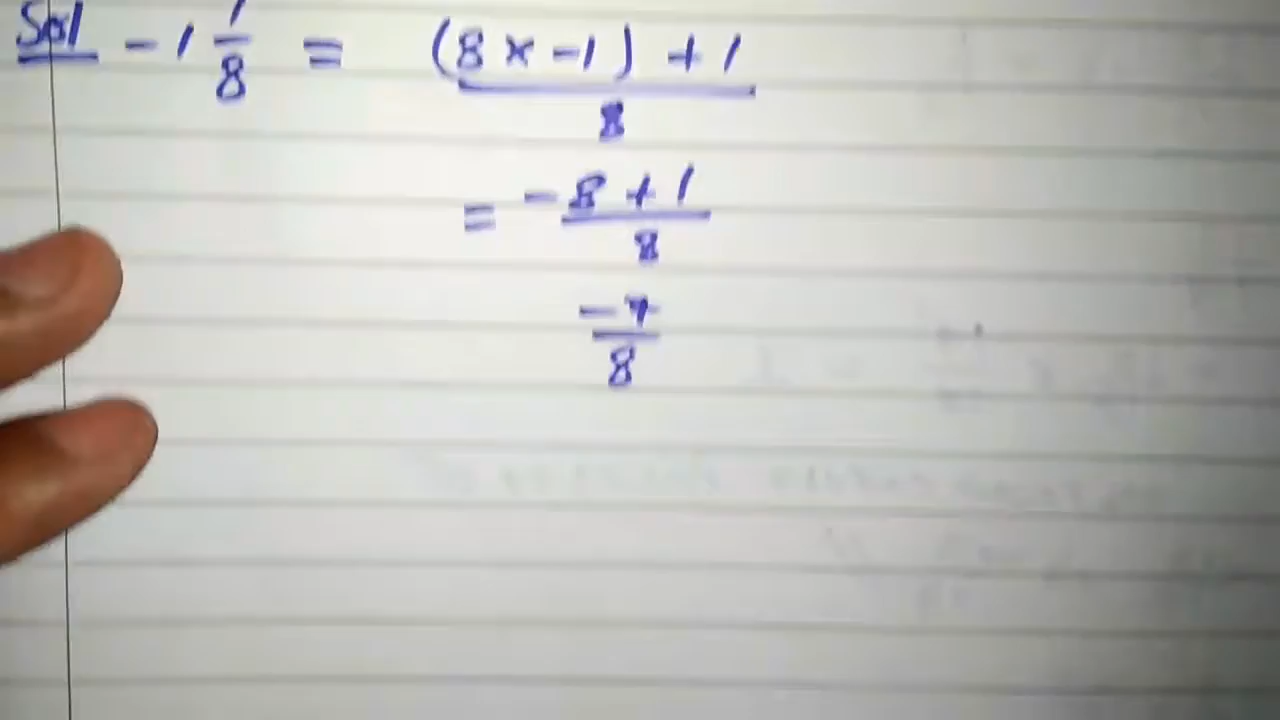 Sol -1 1/8 = (8 x -1) + 1 / 8
= -8 + 1 / 8
-7 / 8